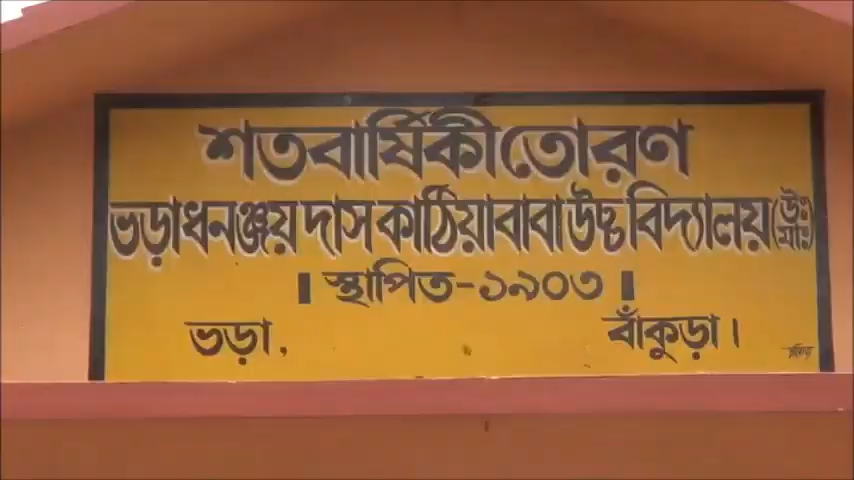 শতবার্ষিকী তোরণ
ভড়া ধনঞ্জয় দাস কাঠিয়াবাবা উচ্চ বিদ্যালয় (উঃ মাঃ)
স্থাপিত-১৯০৩
ভড়া, বাঁকুড়া।